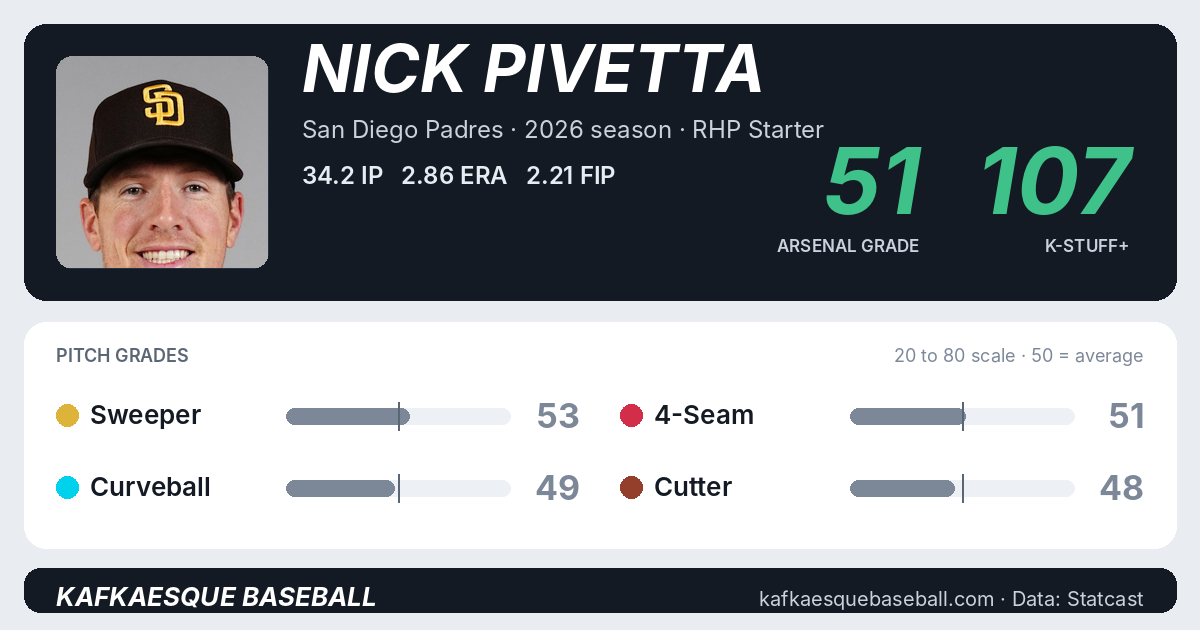 SD
NICK PIVETTA
San Diego Padres · 2026 season · RHP Starter
34.2 IP 2.86 ERA 2.21 FIP
51 107
ARSENAL GRADE K-STUFF+
PITCH GRADES 20 to 80 scale · 50 = average
Sweeper 53 4-Seam 51
Curveball 49 Cutter 48
KAFKAESQUE BASEBALL kafkaesquebaseball.com · Data: Statcast